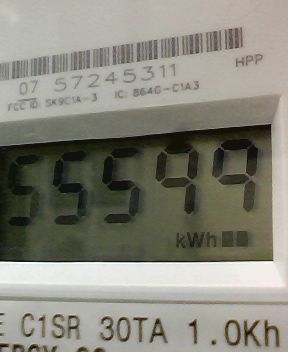 HPP
07 57245311
FCC ID: SK9C1A-3 IC: 864G-C1A3
55599
kWh
E C1SR 30TA 1.0Kh